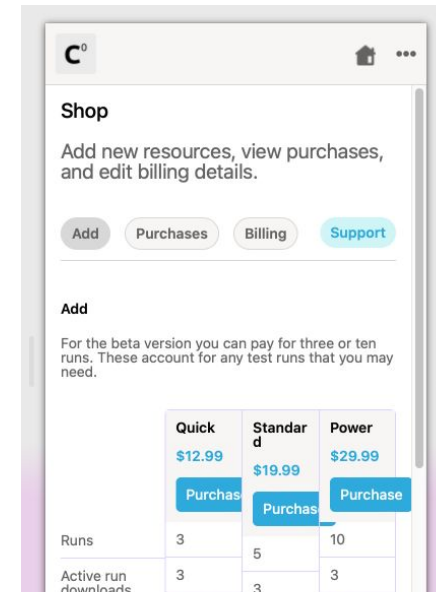 C⁰
Shop
Add new resources, view purchases,
and edit billing details.
Add Purchases Billing Support
Add
For the beta version you can pay for three or ten
runs. These account for any test runs that you may
need.
Quick Standar Power
d
$12.99 $19.99 $29.99
Purchas Purchas Purchase
Runs 3 5 10
Active run 3 3 3
downloads